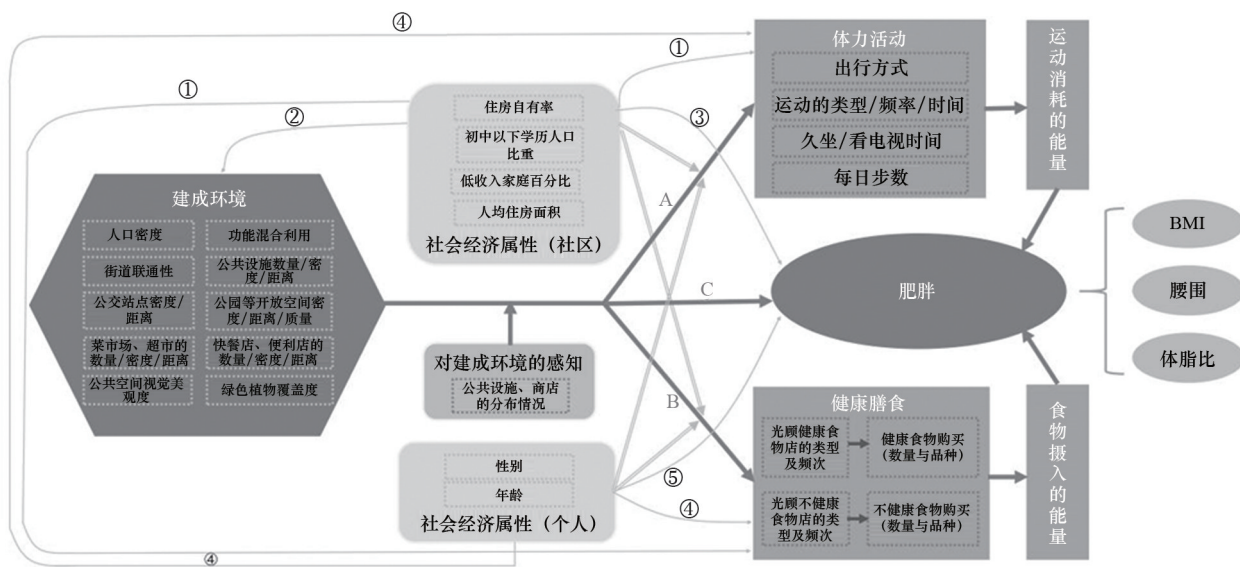 ④
①
②
建成环境
人口密度
功能混合利用
街道联通性
公共设施数量/密
度/距离
公交站点密度/
距离
公园等开放空间密
度/距离/质量
菜市场、超市的
数量/密度/距离
快餐店、便利店的
数量/密度/距离
公共空间视觉美
观度
绿色植物覆盖度
住房自有率
初中以下学历人口
比重
低收入家庭百分比
人均住房面积
社会经济属性（社区）
对建成环境的感知
公共设施、商店
的分布情况
性别
年龄
社会经济属性（个人）
④
①
③
A
C
B
⑤
④
体力活动
出行方式
运动的类型/频率/时间
久坐/看电视时间
每日步数
运动消耗的能量
肥胖
BMI
腰围
体脂比
健康膳食
光顾健康食
物店的类型
及频次
健康食物购买
(数量与品种)
光顾不健康
食物店的类
型及频次
不健康食物购买
(数量与品种)
食物摄入的能量